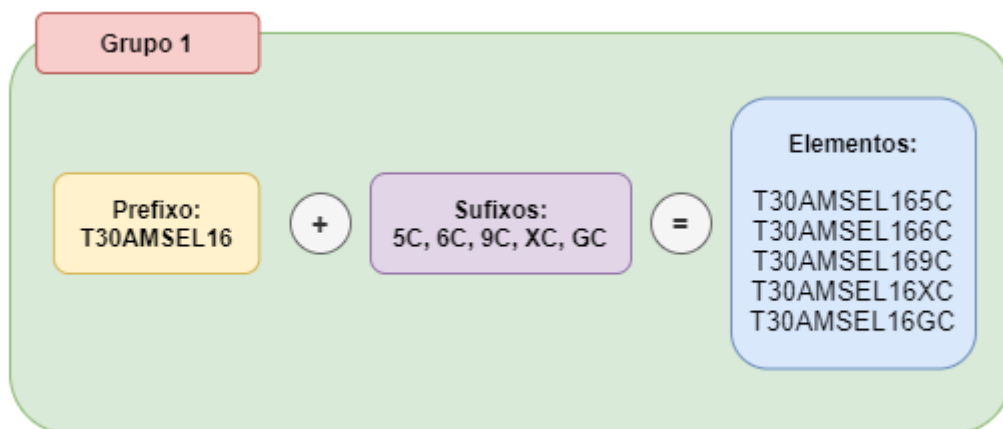 Grupo 1
Prefixo:
T30AMSEL16
+
Sufixos:
5C, 6C, 9C, XC, GC
=
Elementos:
T30AMSEL165C
T30AMSEL166C
T30AMSEL169C
T30AMSEL16XC
T30AMSEL16GC